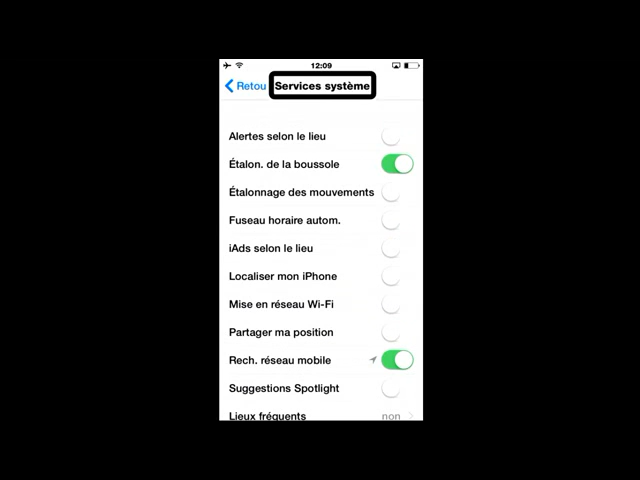 12:09
Retou
Services système
Alertes selon le lieu
Étalon. de la boussole
Étalonnage des mouvements
Fuseau horaire autom.
iAds selon le lieu
Localiser mon iPhone
Mise en réseau Wi-Fi
Partager ma position
Rech. réseau mobile
Suggestions Spotlight
Lieux fréquents non